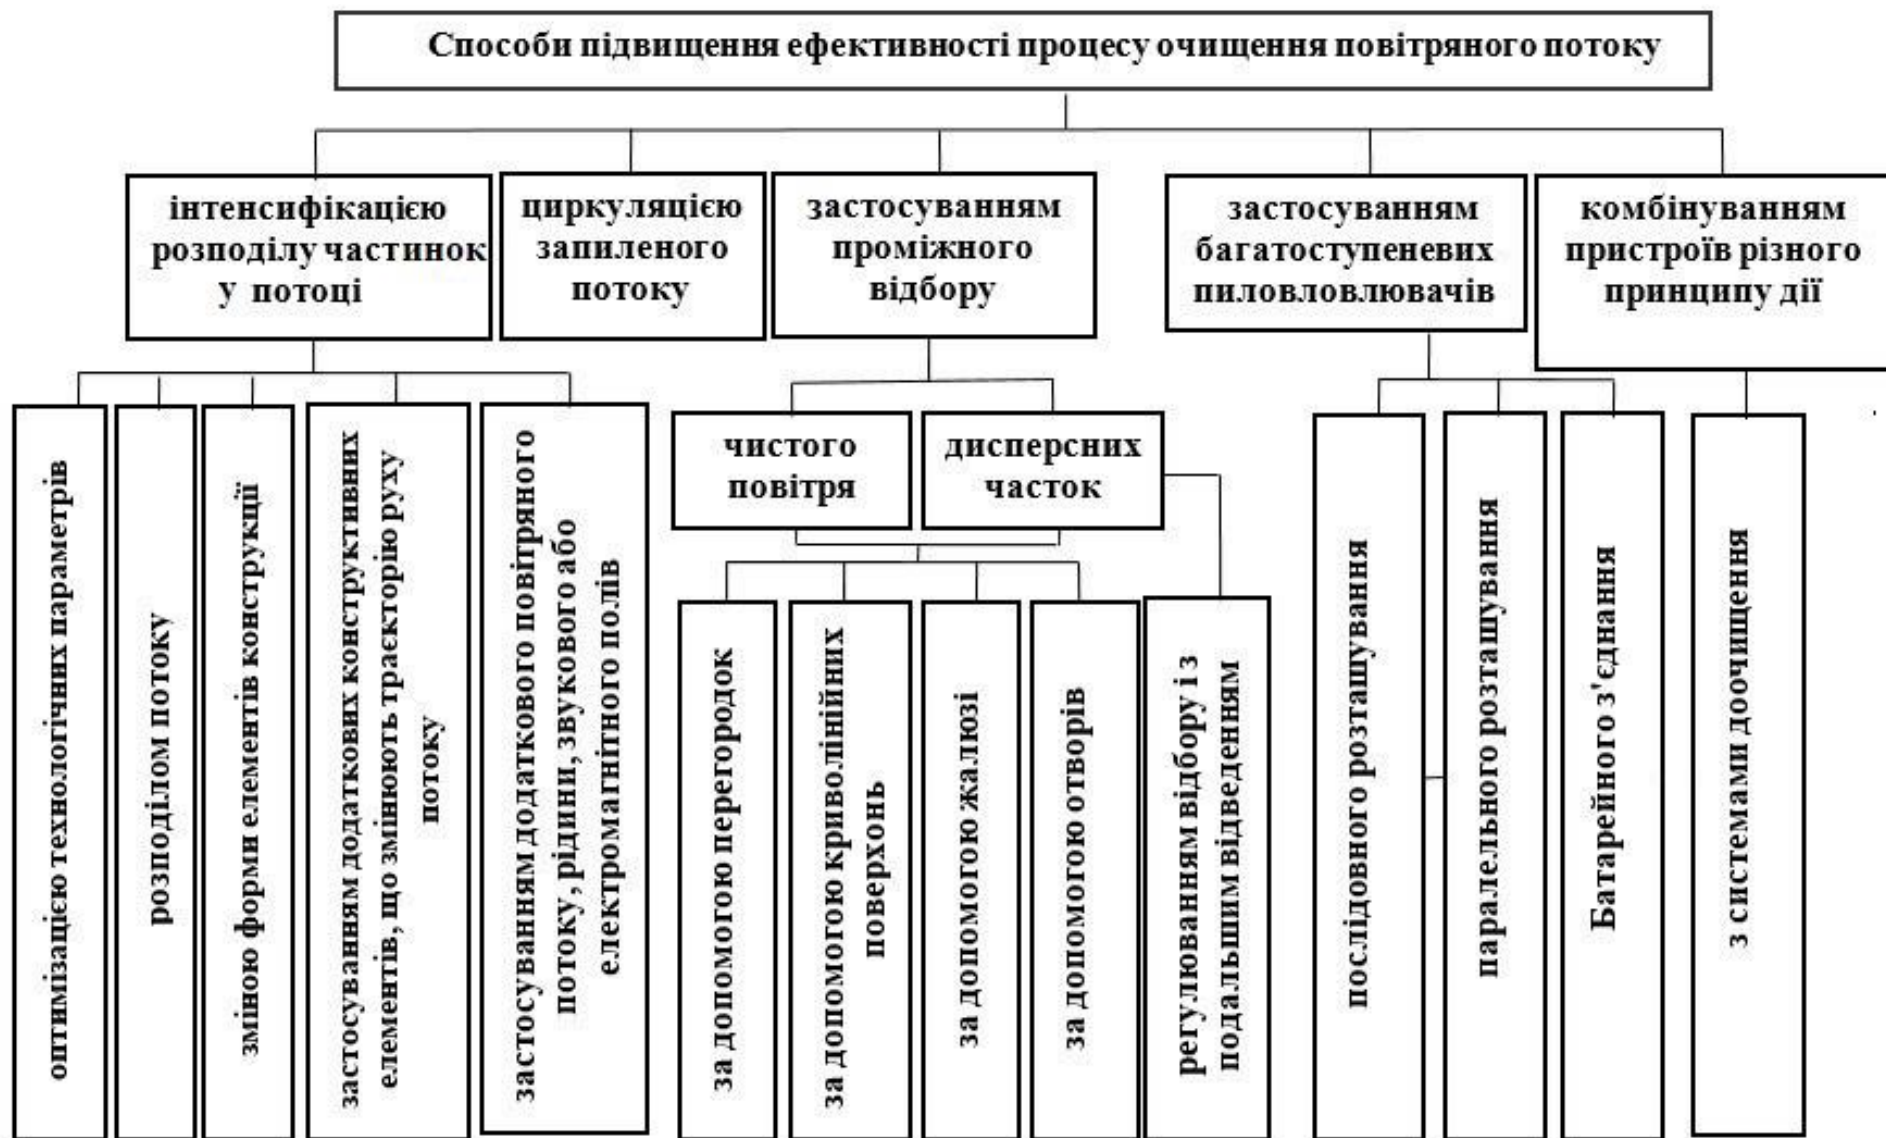 Способи підвищення ефективності процесу очищення повітряного потоку
інтенсифікацією
розподілу частинок
у потоці
циркуляцією
запиленого
потоку
застосуванням
проміжного
відбору
застосуванням
багатоступеневих
пиловловлювачів
комбінуванням
пристроїв різного
принципу дії
оптимізацією технологічних параметрів
розподілом потоку
зміною форми елементів конструкції
застосуванням додаткових конструктивних
елементів, що змінюють траєкторію руху
потоку
застосуванням додаткового повітряного
потоку, рідини, звукового або
електромагнітного полів
чистого
повітря
дисперсних
часток
за допомогою перегородок
за допомогою криволінійних
поверхонь
за допомогою жалюзі
за допомогою отворів
регулюванням відбору і з
подальшим відведенням
послідовного розташування
паралельного розташування
Батарейного з'єднання
з системами доочищення